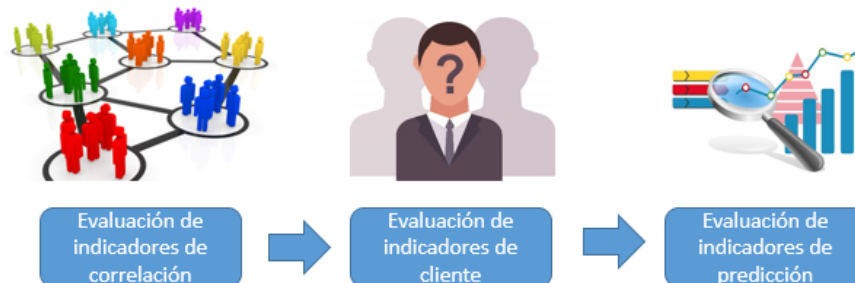 ?
Evaluación de
indicadores de
correlación
Evaluación de
indicadores de
cliente
Evaluación de
indicadores de
predicción